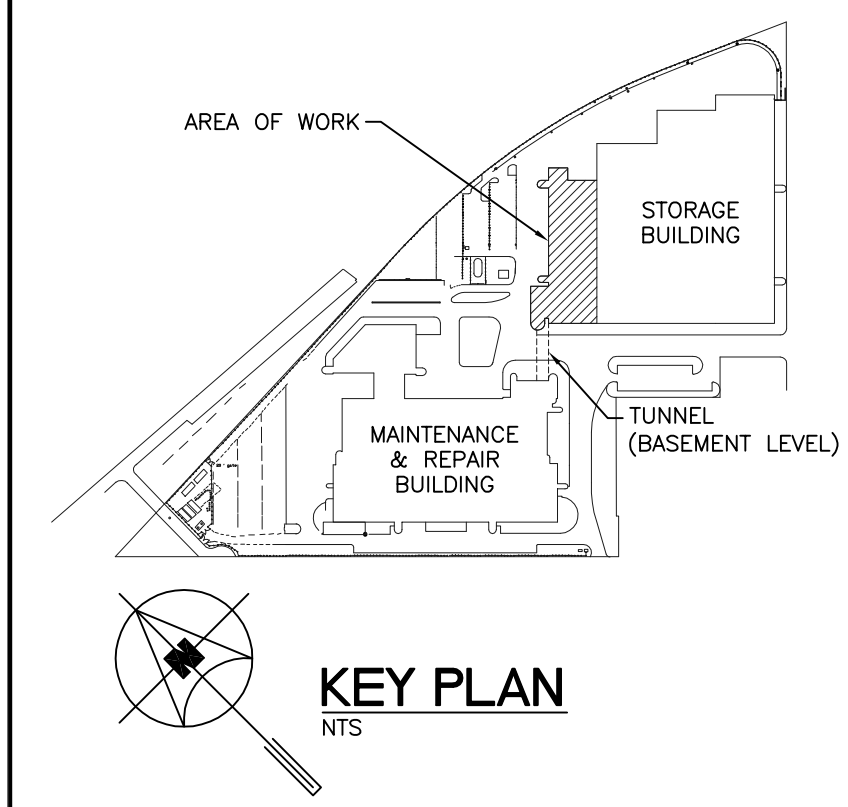 AREA OF WORK
STORAGE
BUILDING
TUNNEL
(BASEMENT LEVEL)
MAINTENANCE
& REPAIR
BUILDING
N
KEY PLAN
NTS